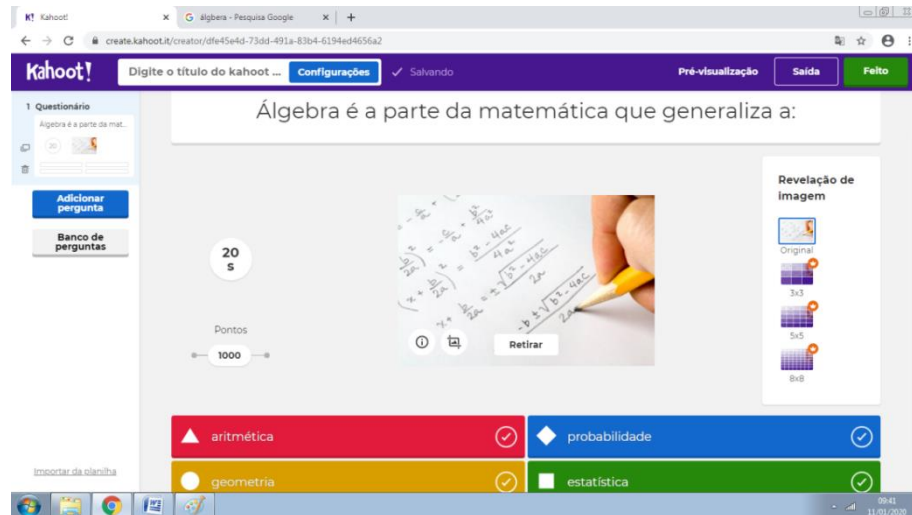 K! Kahoot!
álgbera - Pesquisa Google
create.kahoot.it/creator/dfe45e4d-73dd-491a-83b4-6194ed4656a2
Kahoot!
Digite o título do kahoot ...
Configurações
Salvando
Pré-visualização
Saída
Feito
1 Questionário
Álgebra é a parte da mat...
20
Adicionar pergunta
Banco de perguntas
Importar da planilha
Álgebra é a parte da matemática que generaliza a:
20
s
Pontos
1000
Retirar
Revelação de
imagem
Original
3x3
5x5
8x8
aritmética
probabilidade
geometria
estatística
09:41
11/01/2020